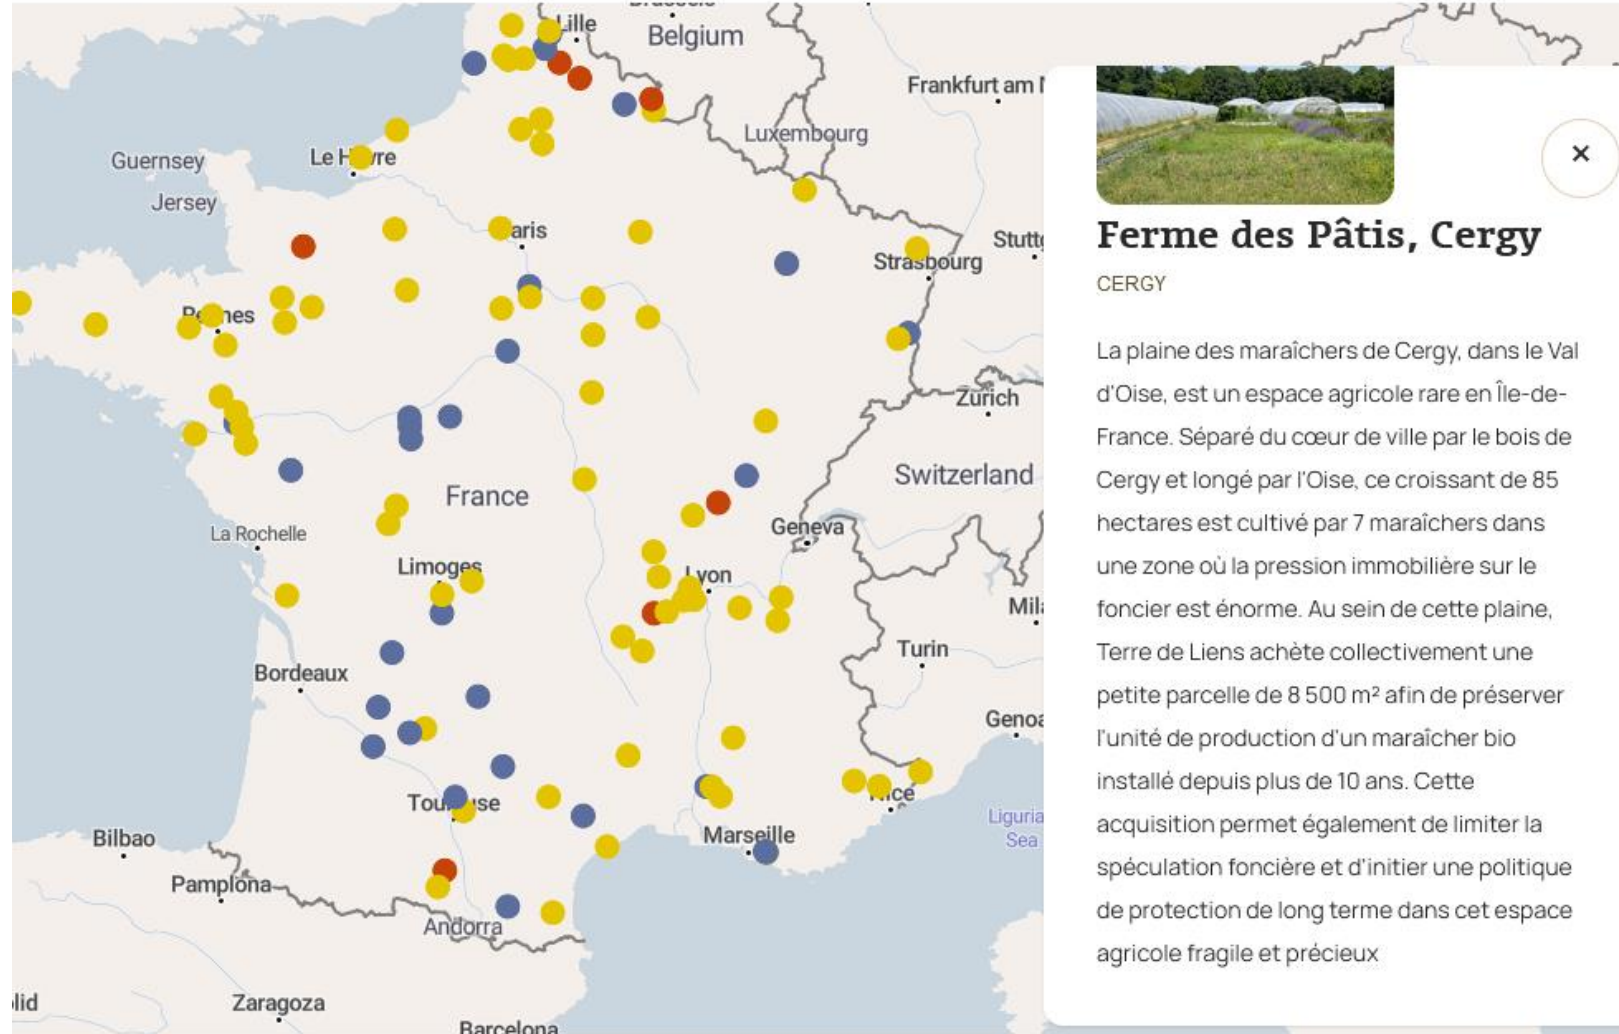 Lille
Belgium
Frankfurt am
Luxembourg
Guernsey
Jersey
Paris
Strasbourg
Zürich
France
Switzerland
La Rochelle
Geneva
Limoges
Lyon
Turin
Bordeaux
Genoa
Marseille
Bilbao
Pamplona
Andorra
Zaragoza
Barcelona
Ligurian
Sea
×
Ferme des Pâtis, Cergy
CERGY
La plaine des maraîchers de Cergy, dans le Val
d'Oise, est un espace agricole rare en Île-de-
France. Séparé du cœur de ville par le bois de
Cergy et longé par l'Oise, ce croissant de 85
hectares est cultivé par 7 maraîchers dans
une zone où la pression immobilière sur le
foncier est énorme. Au sein de cette plaine,
Terre de Liens achète collectivement une
petite parcelle de 8 500 m² afin de préserver
l'unité de production d'un maraîcher bio
installé depuis plus de 10 ans. Cette
acquisition permet également de limiter la
spéculation foncière et d'initier une politique
de protection de long terme dans cet espace
agricole fragile et précieux